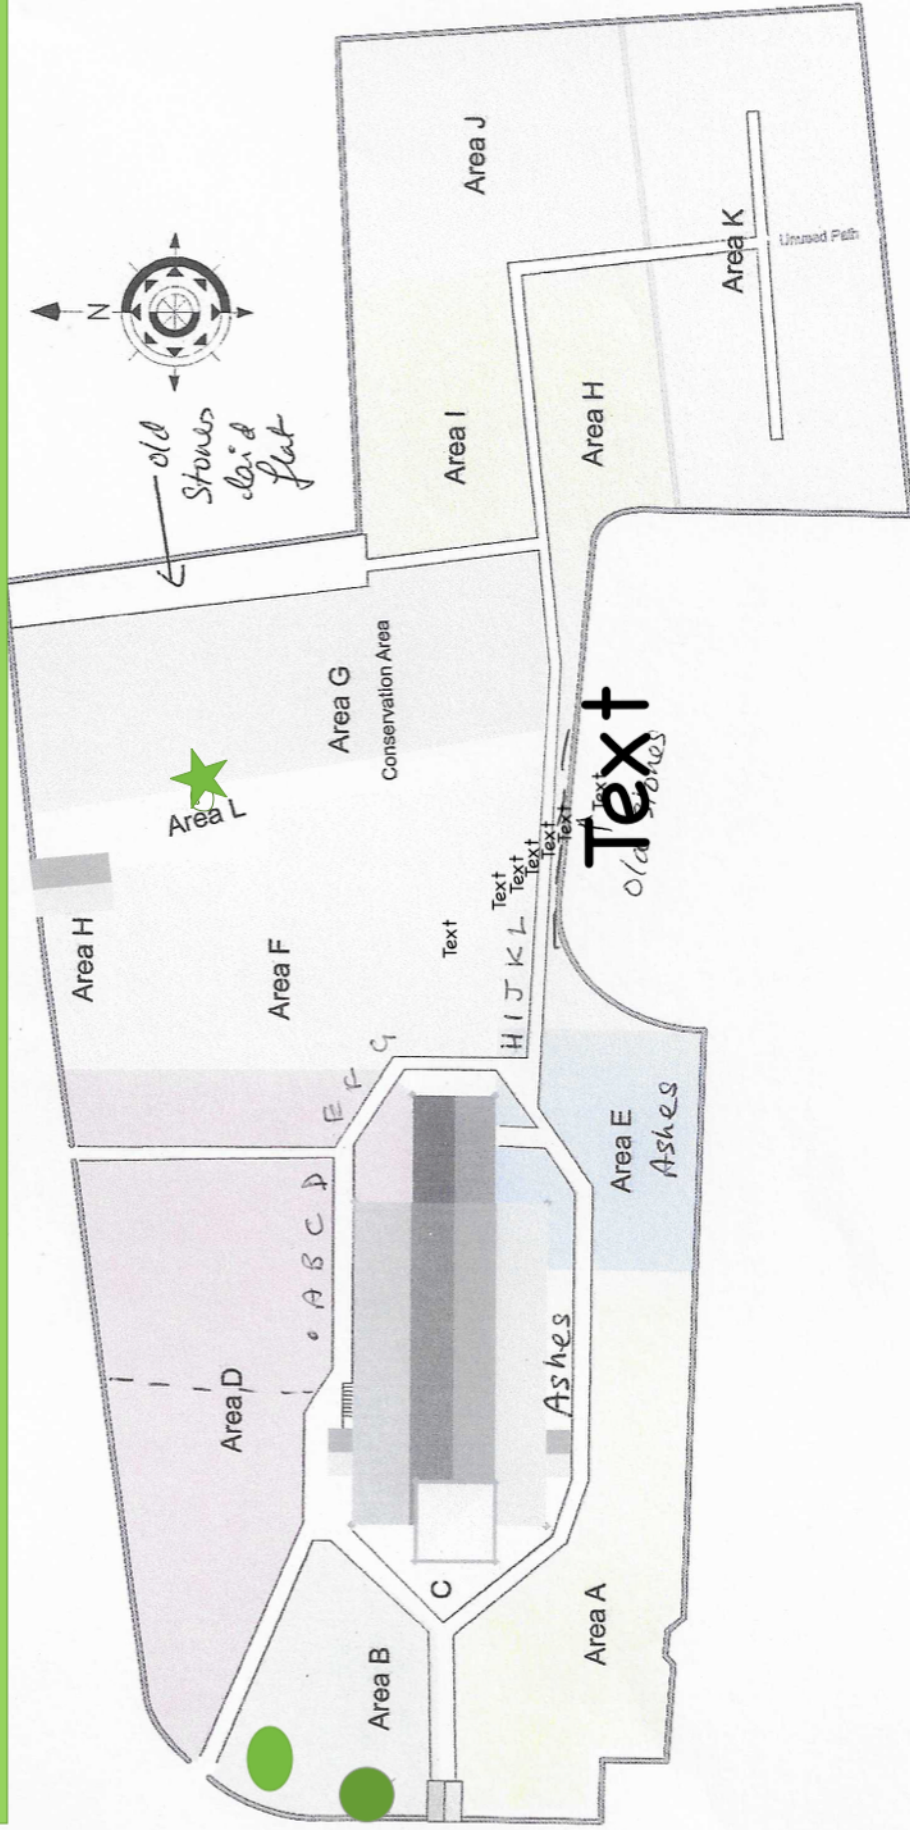 N
old
Stones
laid
flat
Area J
Area K
Unused Path
Area I
Area H
Area G
Conservation Area
Area L
Area H
Area F
Text
Text
Text
Text
Text
Text
Text
Text
Old Stones
H I J K L
E F G
A B C D
Area D
Area E
Ashes
Ashes
C
Area B
Area A